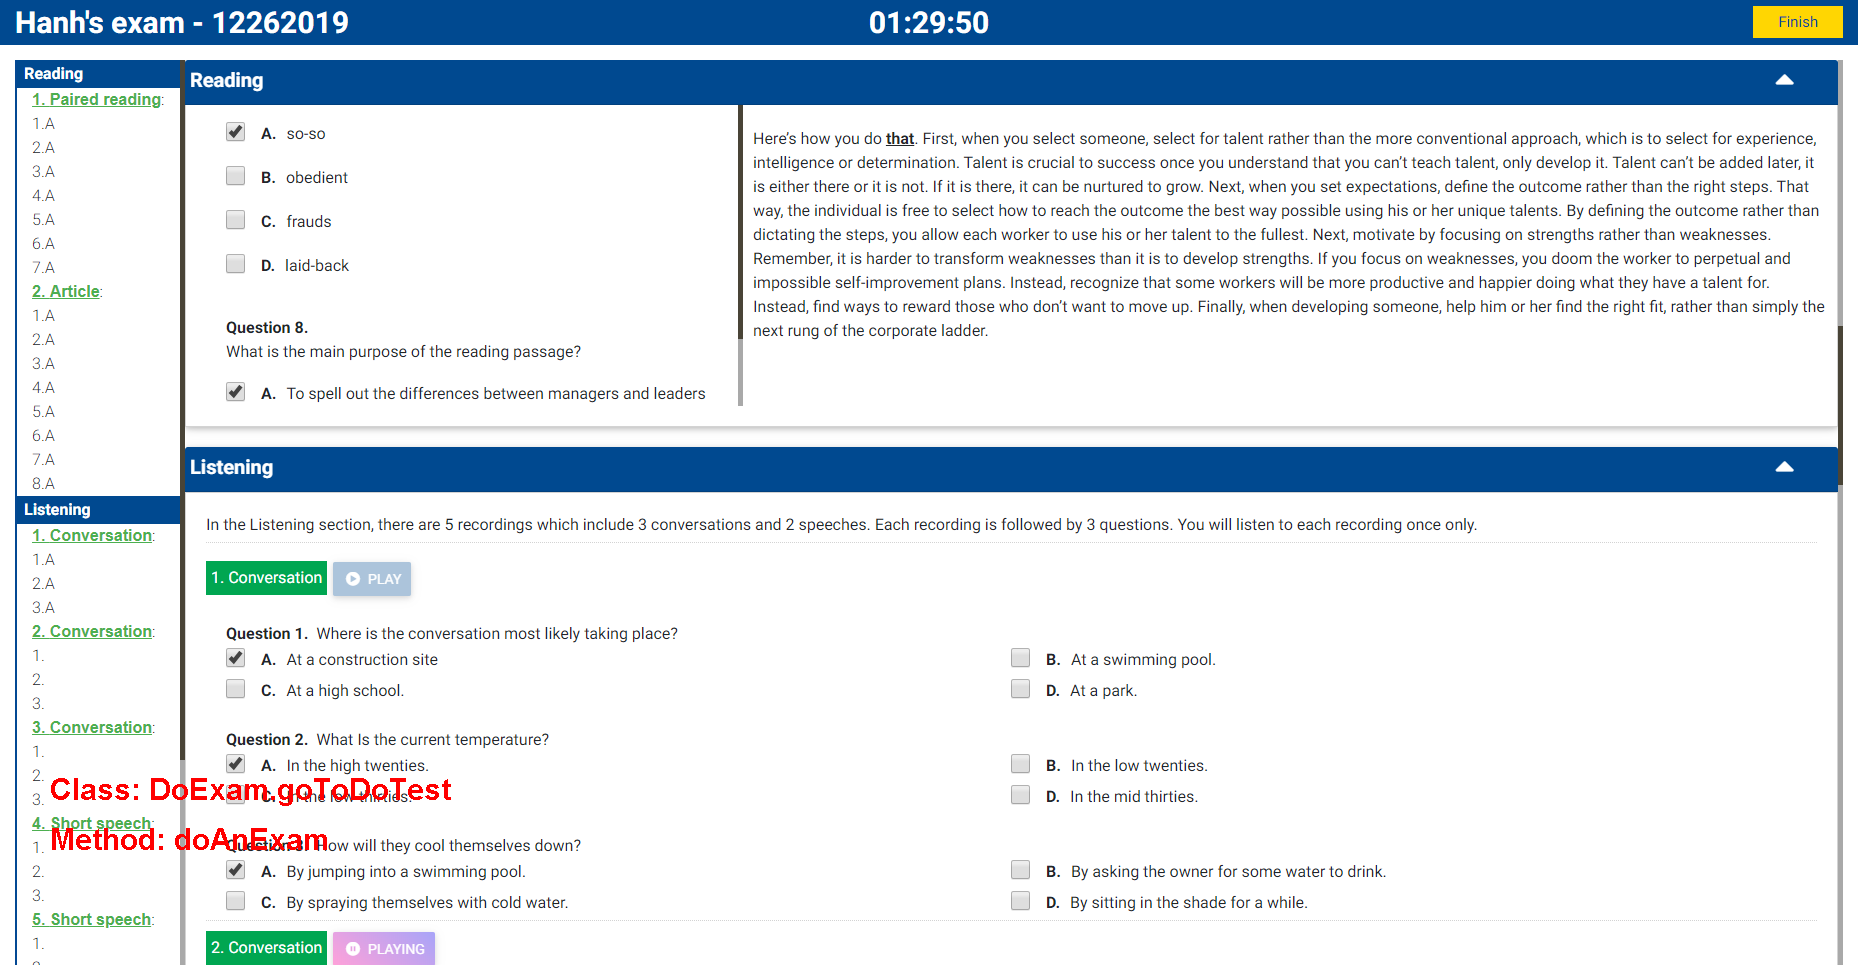 Hanh's exam - 12262019
01:29:50
Finish
Reading
1. Paired reading:
1.A
2.A
3.A
4.A
5.A
6.A
7.A
2. Article:
1.A
2.A
3.A
4.A
5.A
6.A
7.A
8.A
Listening
1. Conversation:
1.A
2.A
3.A
2. Conversation:
1.
2.
3.
3. Conversation:
1.
2.
3.
4. Short speech:
1.
2.
3.
5. Short speech:
1.
Reading
A. so-so
B. obedient
C. frauds
D. laid-back
Question 8.
What is the main purpose of the reading passage?
A. To spell out the differences between managers and leaders
Here's how you do that. First, when you select someone, select for talent rather than the more conventional approach, which is to select for experience,
intelligence or determination. Talent is crucial to success once you understand that you can't teach talent, only develop it. Talent can't be added later, it
is either there or it is not. If it is there, it can be nurtured to grow. Next, when you set expectations, define the outcome rather than the right steps. That
way, the individual is free to select how to reach the outcome the best way possible using his or her unique talents. By defining the outcome rather than
dictating the steps, you allow each worker to use his or her talent to the fullest. Next, motivate by focusing on strengths rather than weaknesses.
Remember, it is harder to transform weaknesses than it is to develop strengths. If you focus on weaknesses, you doom the worker to perpetual and
impossible self-improvement plans. Instead, recognize that some workers will be more productive and happier doing what they have a talent for.
Instead, find ways to reward those who don't want to move up. Finally, when developing someone, help him or her find the right fit, rather than simply the
next rung of the corporate ladder.
Listening
In the Listening section, there are 5 recordings which include 3 conversations and 2 speeches. Each recording is followed by 3 questions. You will listen to each recording once only.
1. Conversation PLAY
Question 1. Where is the conversation most likely taking place?
A. At a construction site
B. At a swimming pool.
C. At a high school.
D. At a park.
Question 2. What Is the current temperature?
A. In the high twenties.
B. In the low twenties.
C. In the low thirties.
D. In the mid thirties.
Question 3. How will they cool themselves down?
A. By jumping into a swimming pool.
B. By asking the owner for some water to drink.
C. By spraying themselves with cold water.
D. By sitting in the shade for a while.
2. Conversation PLAYING
Class: DoExam.goToDoTest
Method: doAnExam